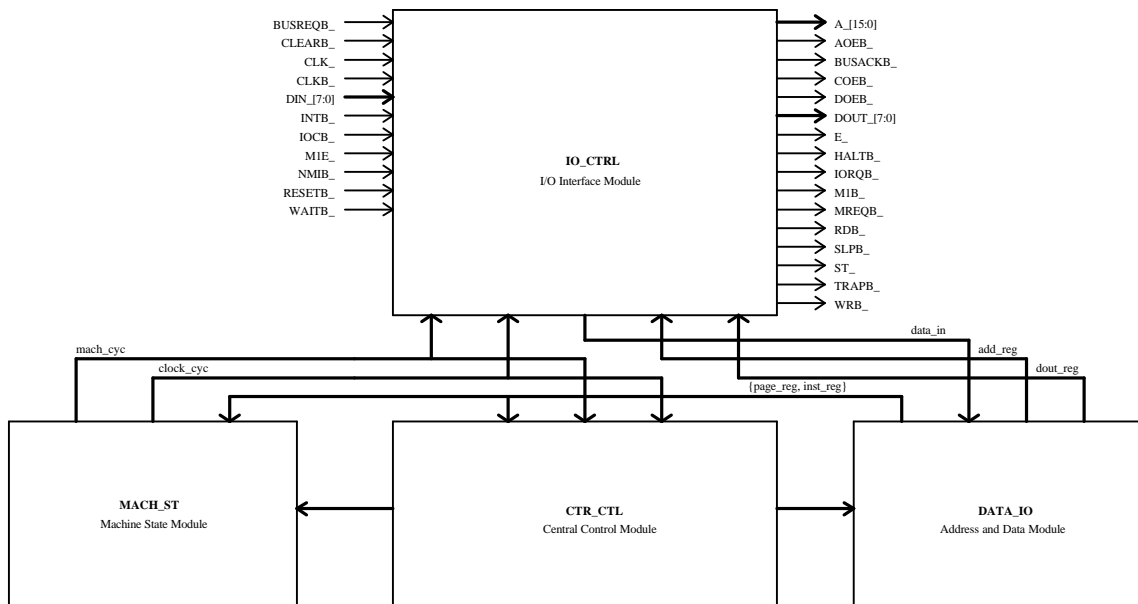 BUSREQB_
CLEARB_
CLK_
CLKB_
DIN_[7:0]
INTB_
IOCB_
M1E_
NMIB_
RESETB_
WAITB_
IO_CTRL
I/O Interface Module
A_[15:0]
AOEB_
BUSACKB_
COEB_
DOEB_
DOUT_[7:0]
E_
HALTB_
IORQB_
M1B_
MREQB_
RDB_
SLPB_
ST_
TRAPB_
WRB_
data_in
mach_cyc
add_reg
clock_cyc
dout_reg
{page_reg, inst_reg}
MACH_ST
Machine State Module
CTR_CTL
Central Control Module
DATA_IO
Address and Data Module